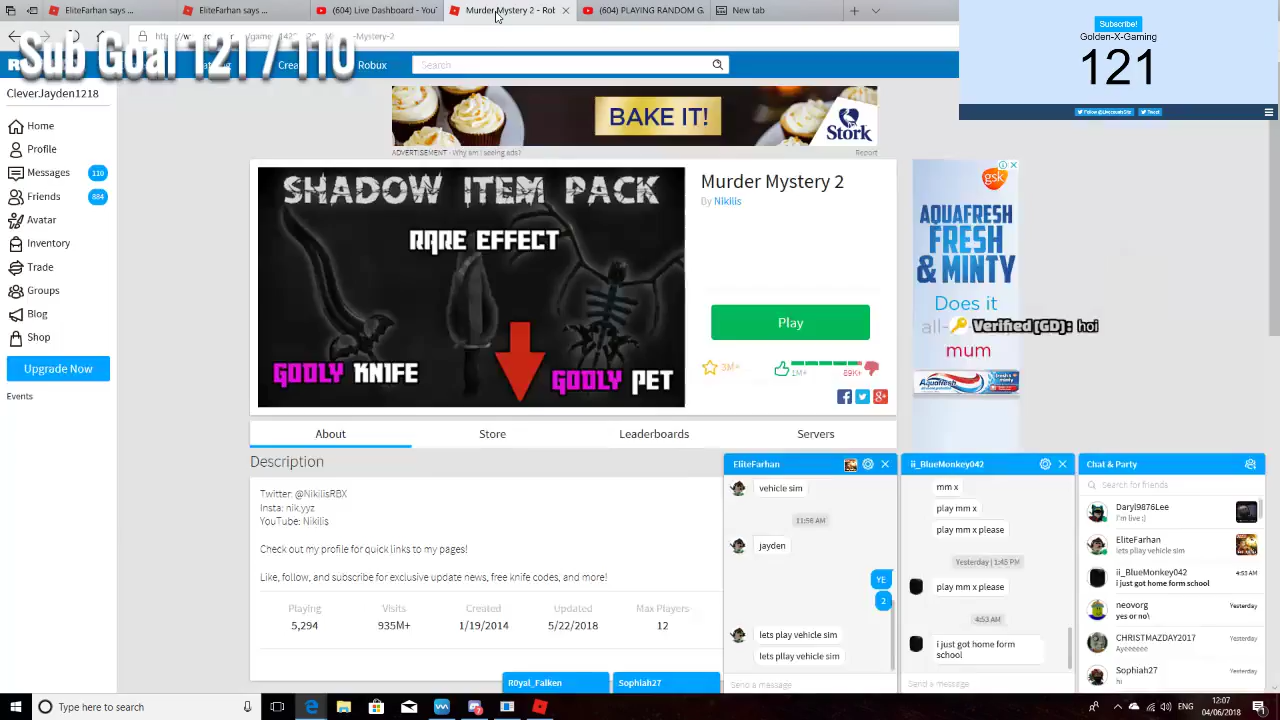 EliteFarhan says...
EliteFarhan says...
(604) Live Dashboard - YouT
Murder Mystery 2 - Rob
(604) PLAYING RANDOM G
New tab
Sub Goal 121 / 110
Robux
Search
Subscribe!
Golden-X-Gaming
121
Follow @LivecountsSite
Tweet
CleverJayden1218
Home
Profile
Messages
110
Friends
884
Avatar
Inventory
Trade
Groups
Blog
Shop
Upgrade Now
Events
BAKE IT!
Stork
ADVERTISEMENT - Why am I seeing ads?
Report
SHADOW ITEM PACK
RARE EFFECT
GODLY KNIFE
GODLY PET
Murder Mystery 2
By Nikilis
Play
3M+
1M+
89K+
gsk
AQUAFRESH
FRESH
& MINTY
Does it
all-
mum
Aquafresh
Verified (GD) : hoi
About
Store
Leaderboards
Servers
Description
Twitter: @NikilisRBX
Insta: nik.yyz
YouTube: Nikilis
Check out my profile for quick links to my pages!
Like, follow, and subscribe for exclusive update news, free knife codes, and more!
Playing
Visits
Created
Updated
Max Players
5,294
935M+
1/19/2014
5/22/2018
12
R0yal_Falken
Sophiah27
EliteFarhan
vehicle sim
11:56 AM
jayden
YE
2
lets play vehicle sim
lets pllay vehicle sim
Send a message
ii_BlueMonkey042
mm x
play mm x
play mm x please
Yesterday | 1:45 PM
play mm x please
4:53 AM
i just got home form
school
Send a message
Chat & Party
Search for friends
Daryl9876Lee
I'm live :)
EliteFarhan
lets pllay vehicle sim
ii_BlueMonkey042
4:53 AM
i just got home form school
neovorg
Yesterday
yes or no\
CHRISTMAZDAY2017
Yesterday
Ayeeeeee
Sophiah27
Yesterday
hi
Type here to search
12:07
04/06/2018